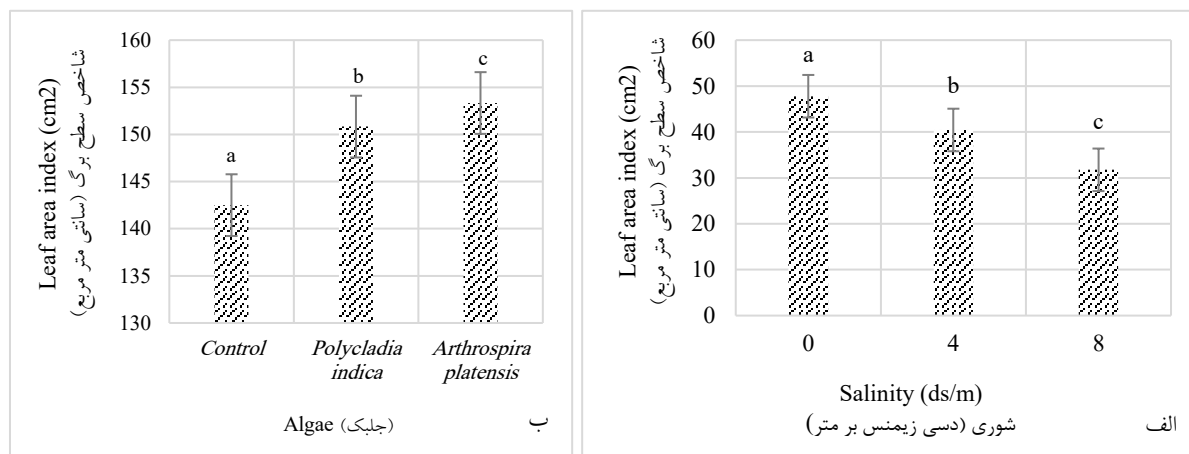 160
155
150
145
140
135
130
Leaf area index (cm2)
شاخص سطح برگ (سانتی متر مربع)
a
b
c
Control
Polycladia
indica
Arthrospira
platensis
Algae (جلبک)
ب
60
50
40
30
20
10
0
Leaf area index (cm2)
شاخص سطح برگ (سانتی متر مربع)
a
b
c
0
4
8
Salinity (ds/m)
شوری (دسی زیمنس بر متر)
الف